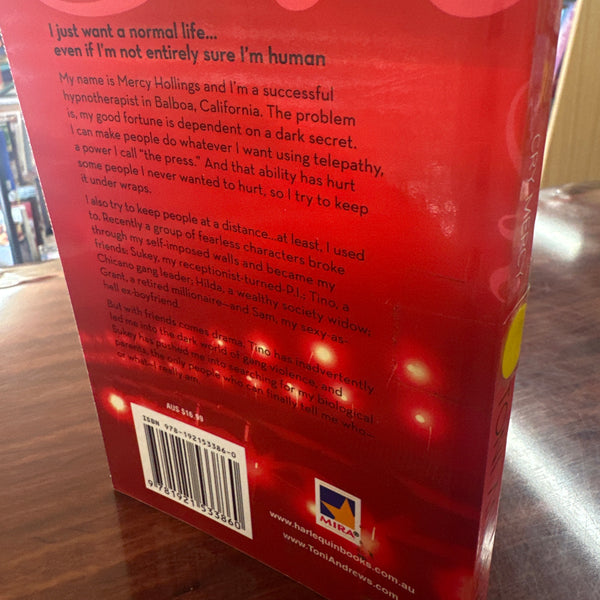 I just want a normal life...
even if I'm not entirely sure I'm human
My name is Mercy Hollings and I'm a successful
hypnotherapist in Balboa, California. The problem
is, my good fortune is dependent on a dark secret.
I can make people do whatever I want using telepathy,
a power I call "the press." And that ability has hurt
some people I never wanted to hurt, so I try to keep
it under wraps.
I also try to keep people at a distance...at least, I used
to. Recently a group of fearless characters broke
through my self-imposed walls and became my
friends: Sukey, my receptionist-turned-P.I.; Tino, a
Chicano gang leader; Hilda, a wealthy society widow;
Grant, a retired millionaire—and Sam, my sexy-as-
hell ex-boyfriend.
But with friends comes drama. Tino has inadvertently
led me into the dark world of gang violence, and
Sukey has pushed me into searching for my biological
parents, the only people who can finally tell me who—
or what—I really am.
AUS $16.99
ISBN 978-192153386-0
9781921533860
MIRA®
www.harlequinbooks.com.au
www.ToniAndrews.com
CRY MERCY